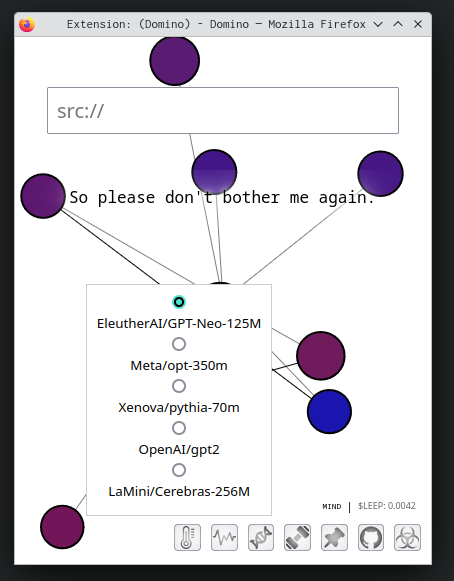 Extension: (Domino) - Domino — Mozilla Firefox
src://
So please don't bother me again.
EleutherAI/GPT-Neo-125M
Meta/opt-350m
Xenova/pythia-70m
OpenAI/gpt2
LaMini/Cerebras-256M
MIND | $LEEP: 0.0042